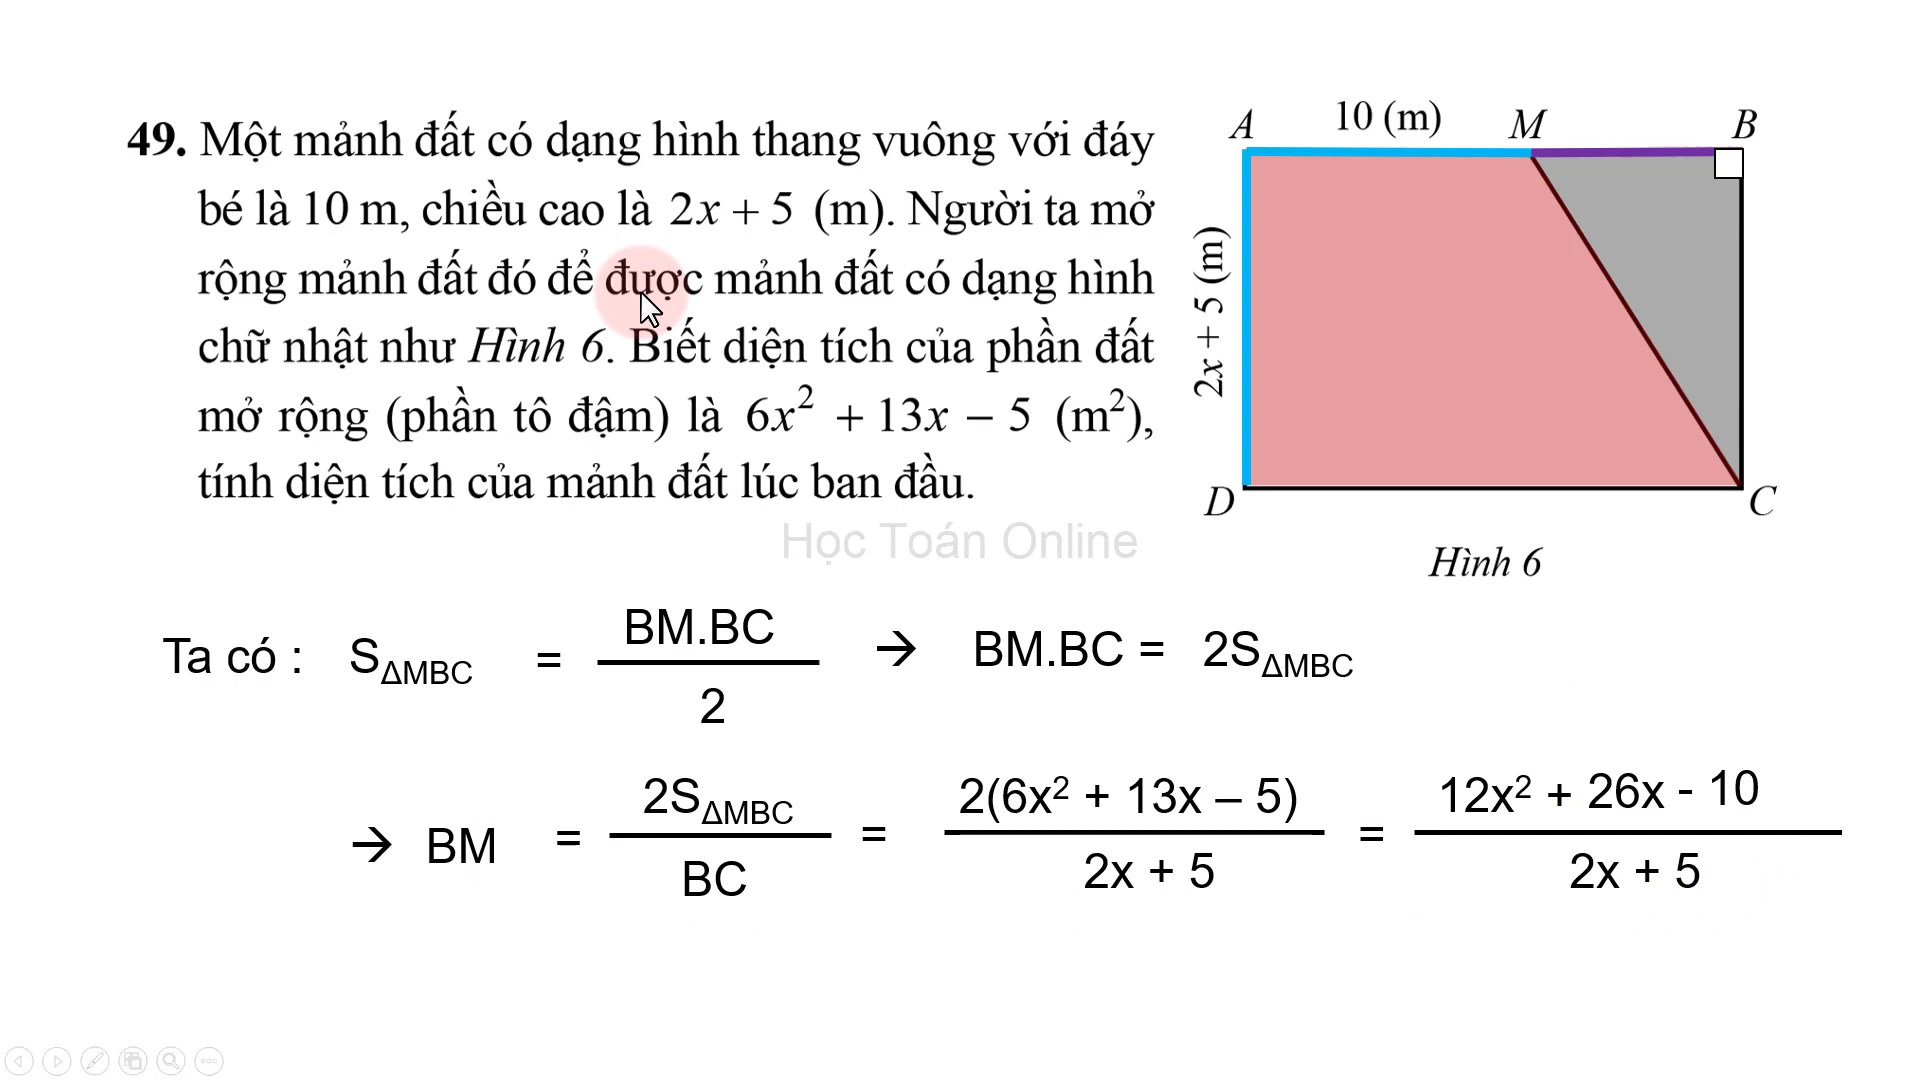 49. Một mảnh đất có dạng hình thang vuông với đáy
bé là 10 m, chiều cao là 2x + 5 (m). Người ta mở
rộng mảnh đất đó để được mảnh đất có dạng hình
chữ nhật như Hình 6. Biết diện tích của phần đất
mở rộng (phần tô đậm) là 6x² + 13x – 5 (m²),
tính diện tích của mảnh đất lúc ban đầu.
A 10 (m) M B
2x + 5 (m)
D C
Hình 6
Học Toán Online
Ta có : SΔMBC = BM.BC / 2 → BM.BC = 2SΔMBC
→ BM = 2SΔMBC / BC = 2(6x² + 13x – 5) / 2x + 5 = 12x² + 26x - 10 / 2x + 5